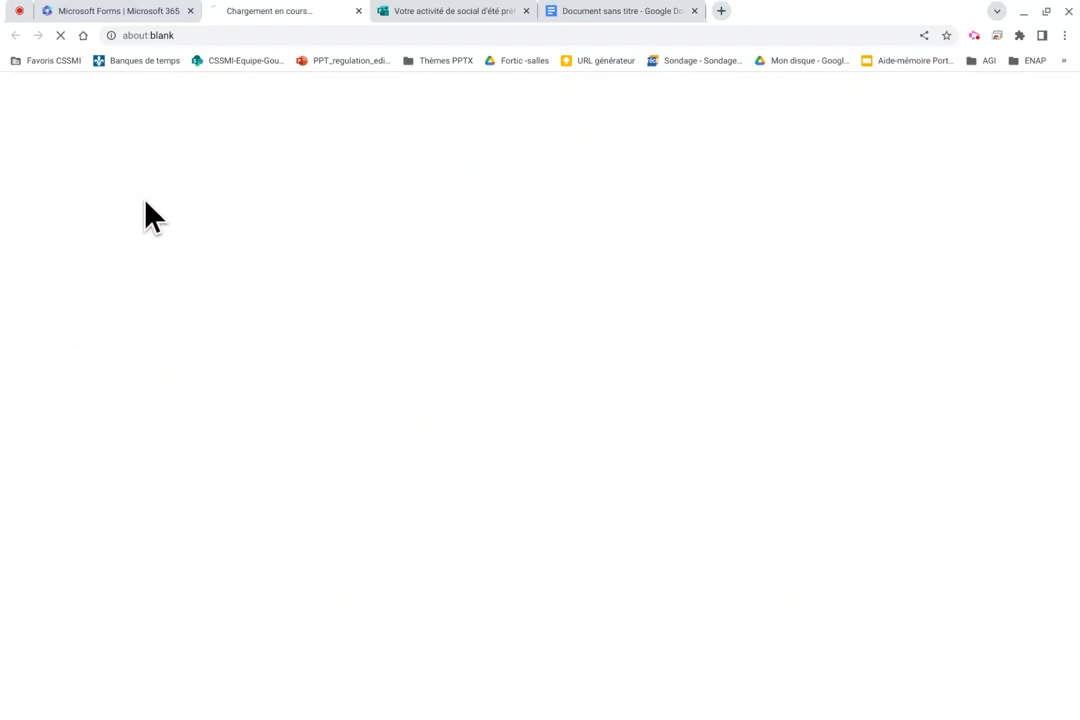 Microsoft Forms | Microsoft 365
Chargement en cours...
Votre activité de social d'été pré
Document sans titre - Google Do
about:blank
Favoris CSSMI
Banques de temps
CSSMI-Equipe-Gou...
PPT_regulation_edi...
Thèmes PPTX
Fortic -salles
URL générateur
Sondage - Sondage...
Mon disque - Googl...
Aide-mémoire Port...
AGI
ENAP
»